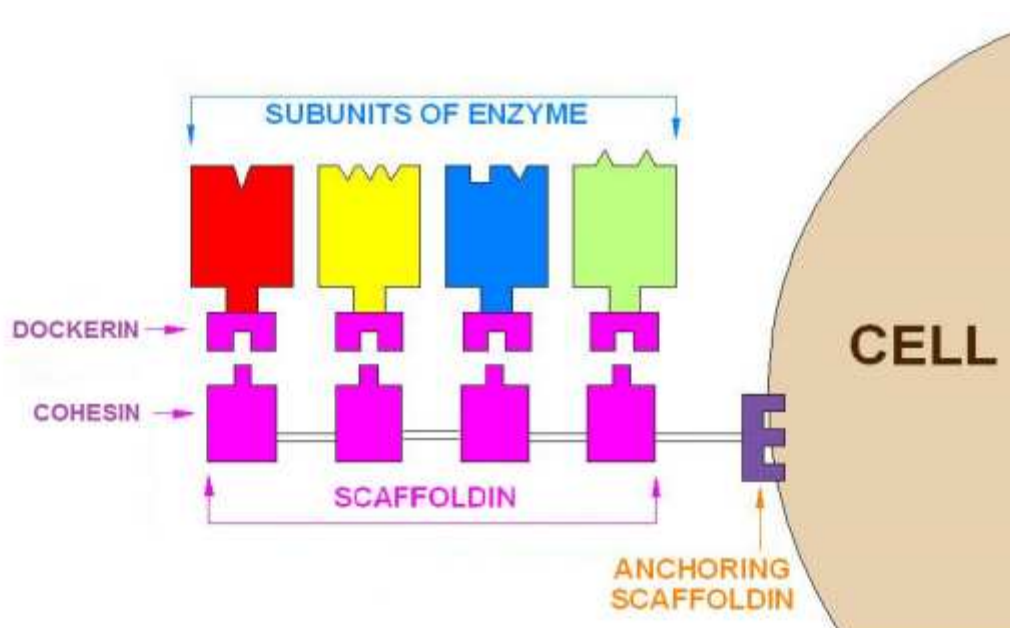 SUBUNITS OF ENZYME
DOCKERIN
CELL
COHESIN
SCAFFOLDIN
ANCHORING
SCAFFOLDIN